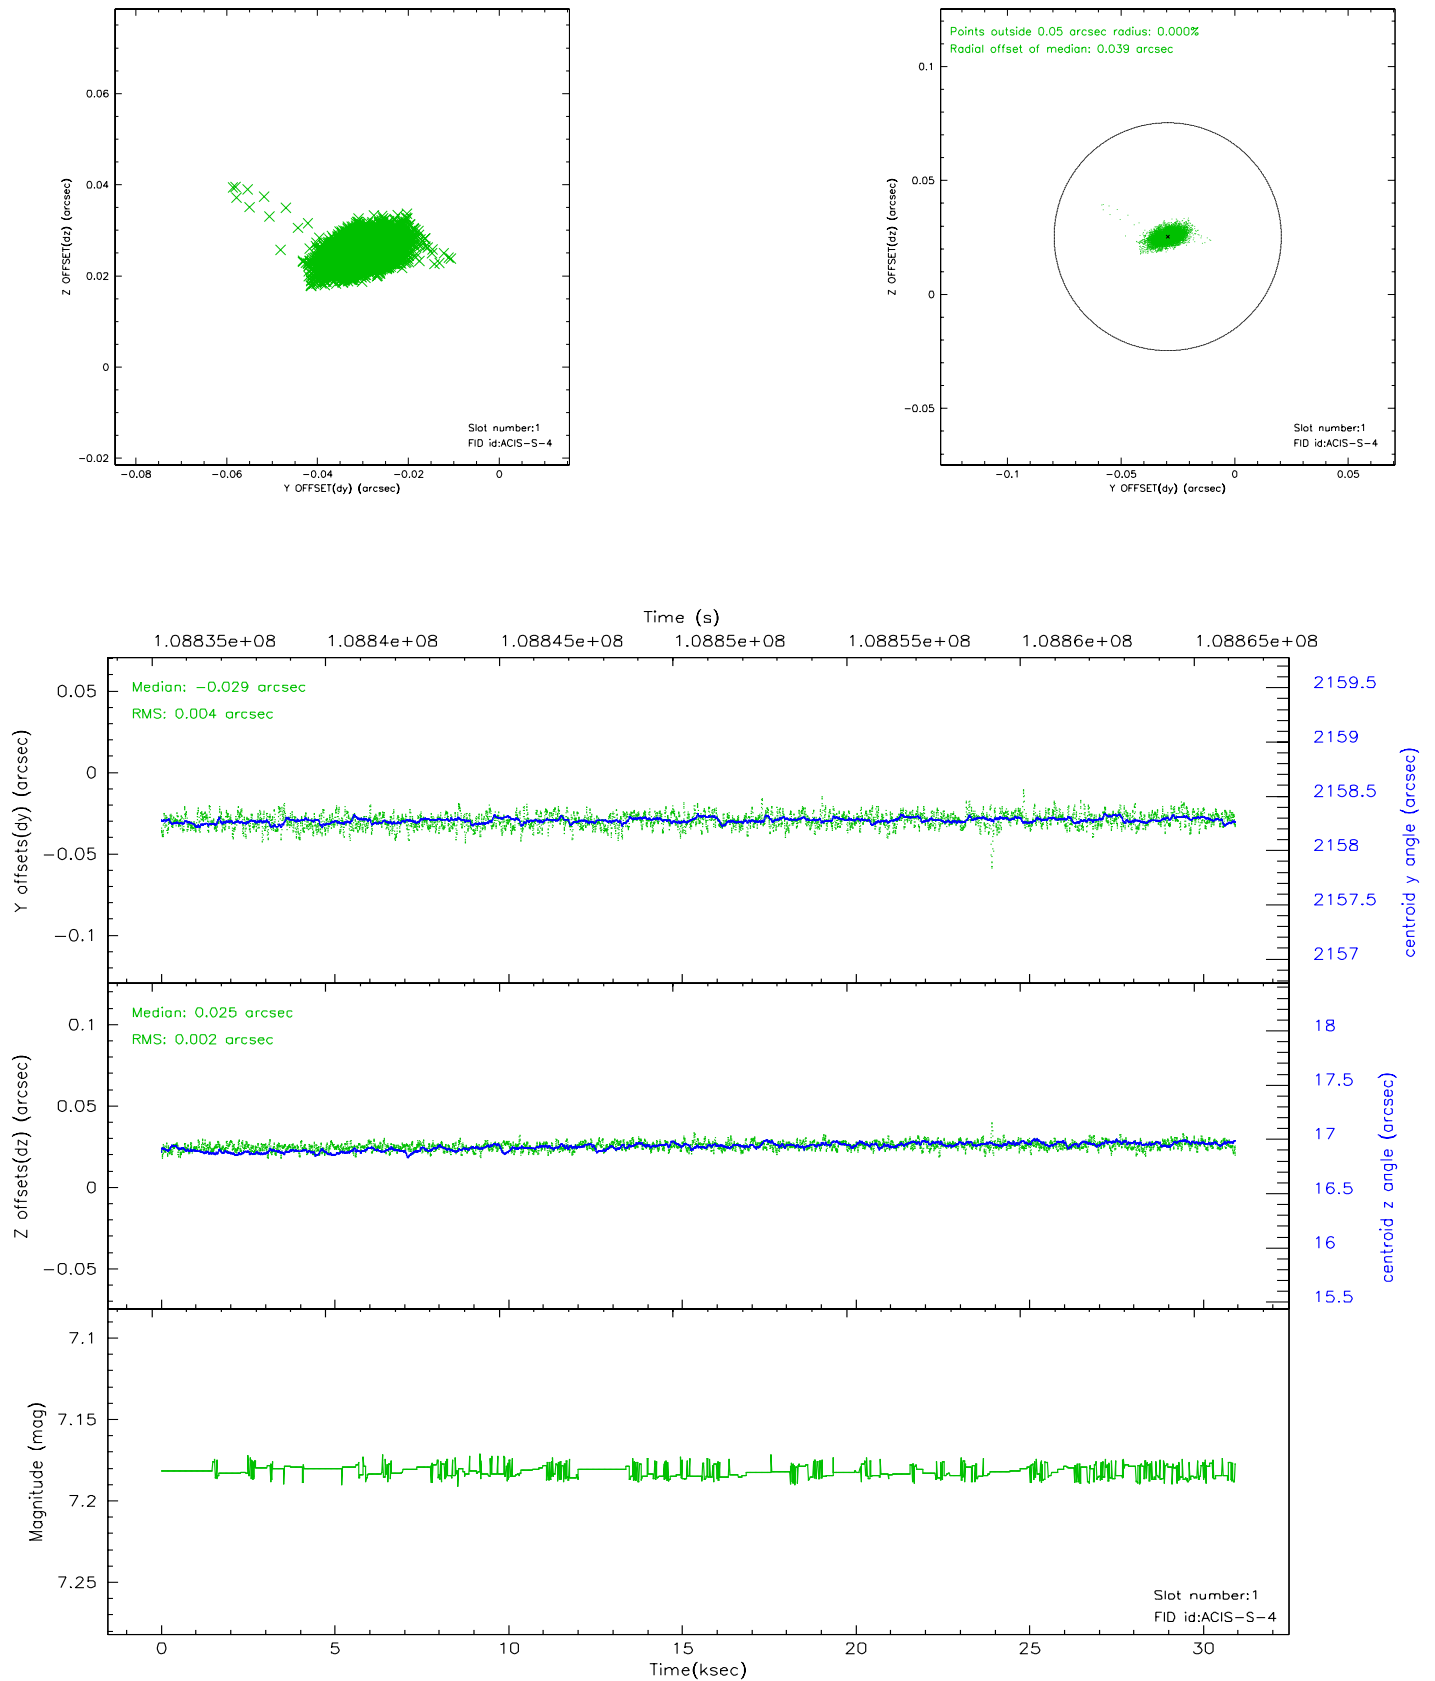 0.06
0.04
0.02
0
−0.02
Z OFFSET(dz) (arcsec)
Slot number:1
FID id:ACIS−S−4
−0.08 −0.06 −0.04 −0.02 0
Y OFFSET(dy) (arcsec)
Points outside 0.05 arcsec radius: 0.000%
Radial offset of median: 0.039 arcsec
0.1
0.05
0
−0.05
Z OFFSET(dz) (arcsec)
Slot number:1
FID id:ACIS−S−4
−0.1 −0.05 0 0.05
Y OFFSET(dy) (arcsec)
Time (s)
1.08835e+08 1.0884e+08 1.08845e+08 1.0885e+08 1.08855e+08 1.0886e+08 1.08865e+08
Median: −0.029 arcsec
RMS: 0.004 arcsec
0.05
0
−0.05
−0.1
Y offsets(dy) (arcsec)
2159.5
2159
2158.5
2158
2157.5
2157
centroid y angle (arcsec)
Median: 0.025 arcsec
RMS: 0.002 arcsec
0.1
0.05
0
−0.05
Z offsets(dz) (arcsec)
18
17.5
17
16.5
16
15.5
centroid z angle (arcsec)
7.1
7.15
7.2
7.25
Magnitude (mag)
Slot number:1
FID id:ACIS−S−4
0 5 10 15 20 25 30
Time(ksec)